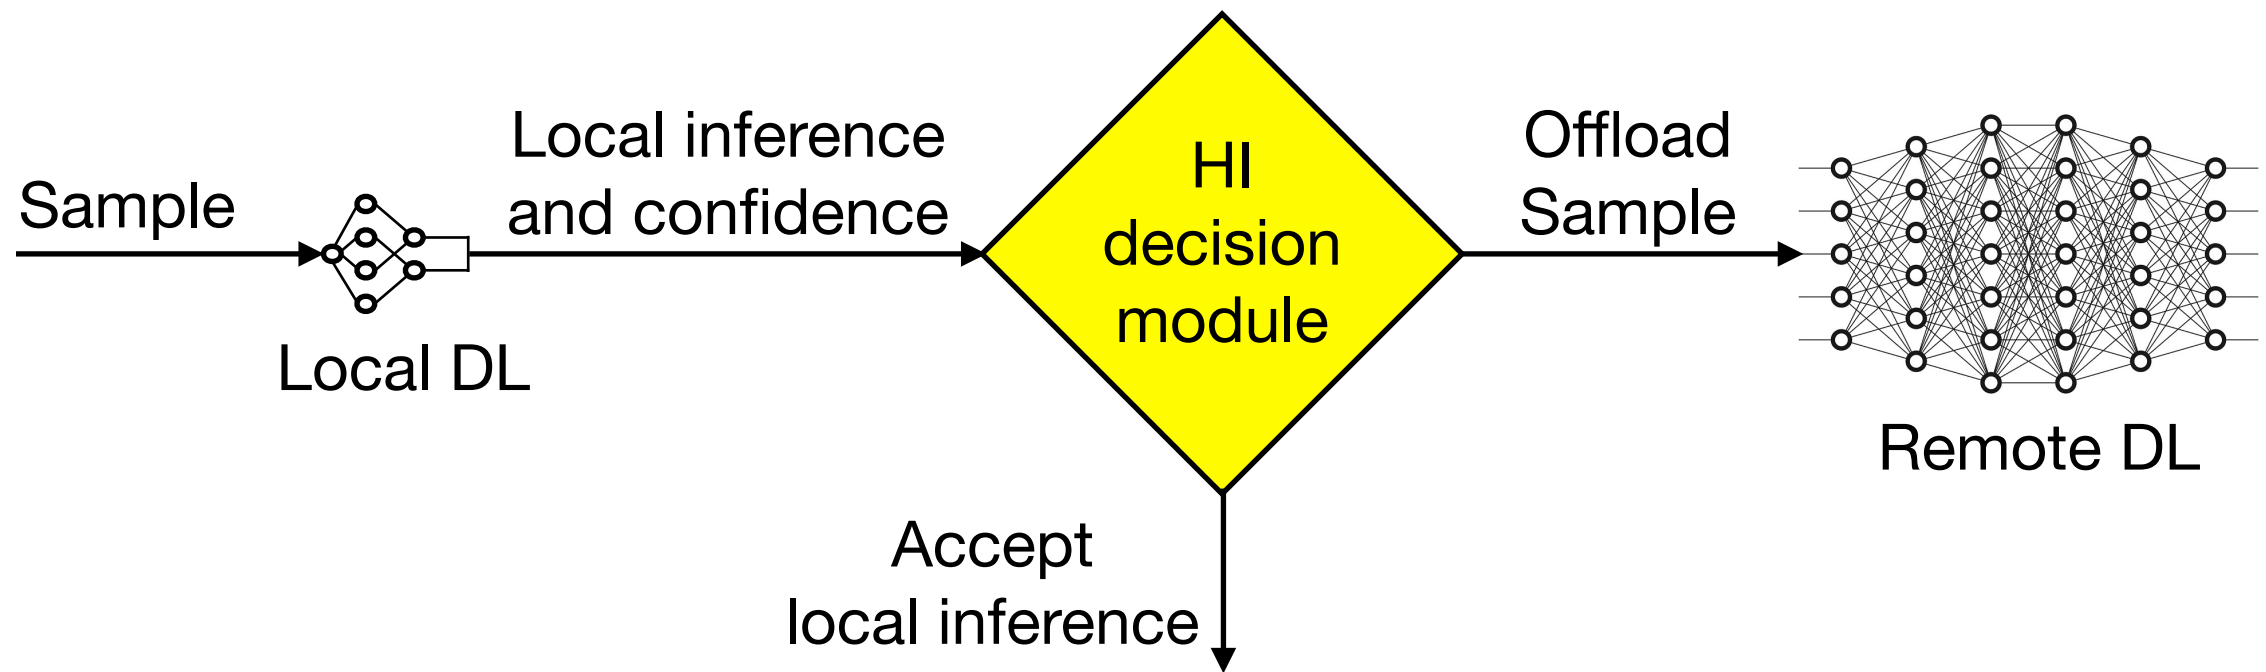 Sample
Local DL
Local inference
and confidence
HI
decision
module
Accept
local inference
Offload
Sample
Remote DL